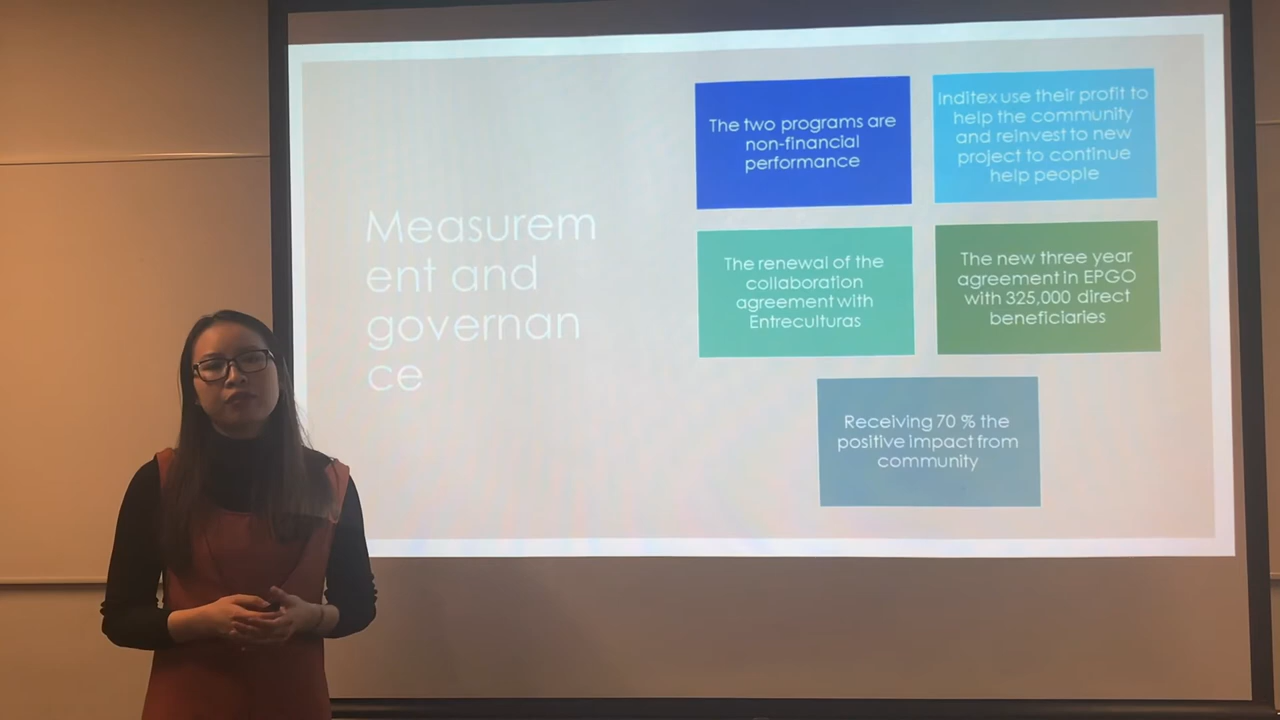 Measurem
ent and
governan
ce
The two programs are
non-financial
performance
Inditex use their profit to
help the community
and reinvest to new
project to continue
help people
The renewal of the
collaboration
agreement with
Entreculturas
The new three year
agreement in EPGO
with 325,000 direct
beneficiaries
Receiving 70 % the
positive impact from
community